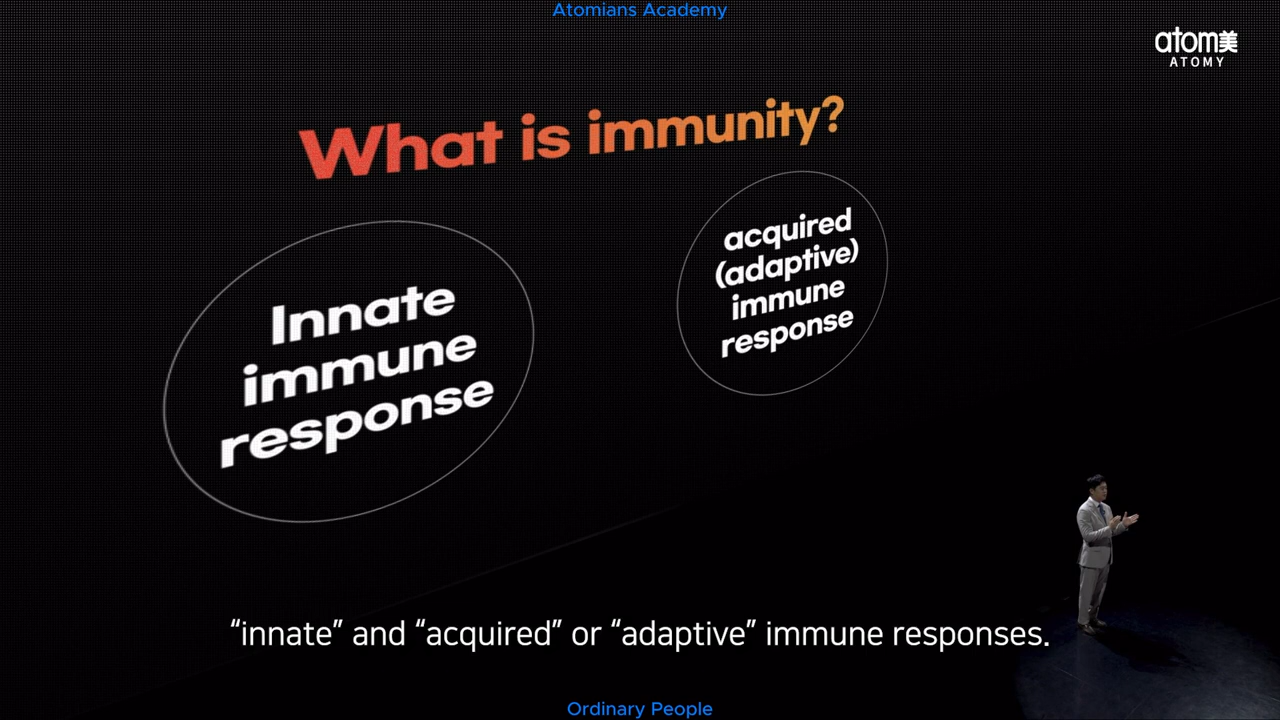 Atomians Academy
atom美
ATOMY
What is immunity?
Innate
immune
response
acquired
(adaptive)
immune
response
“innate” and “acquired” or “adaptive” immune responses.
Ordinary People